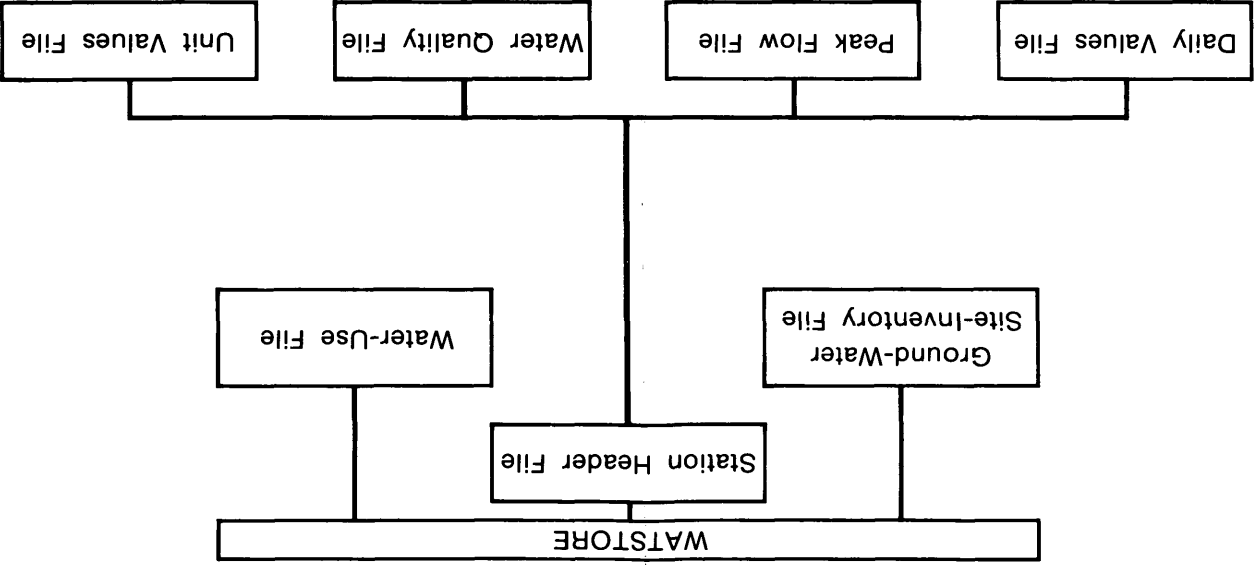 WATSTORE
Station Header File
Ground-Water
Site-Inventory File
Water-Use File
Daily Values File
Peak Flow File
Water Quality File
Unit Values File